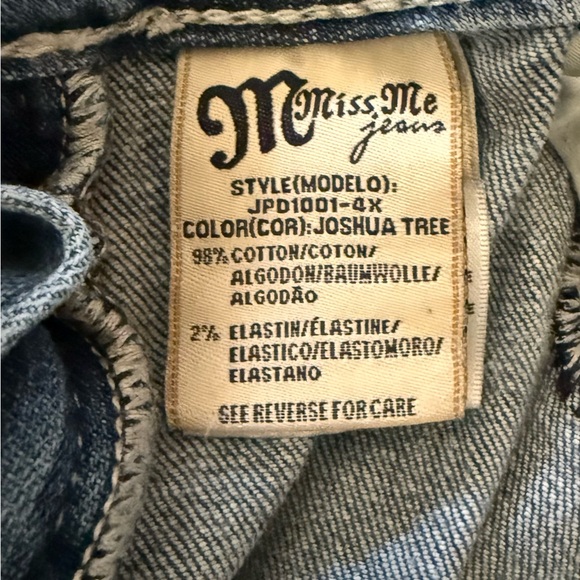 M Miss Me
jeans
STYLE(MODELO):
JPD1001-4X
COLOR(COR):JOSHUA TREE
98% COTTON/COTON/
ALGODON/BAUMWOLLE/
ALGODÃO
2% ELASTIN/ÉLASTINE/
ELASTICO/ELASTOMORO/
ELASTANO
SEE REVERSE FOR CARE